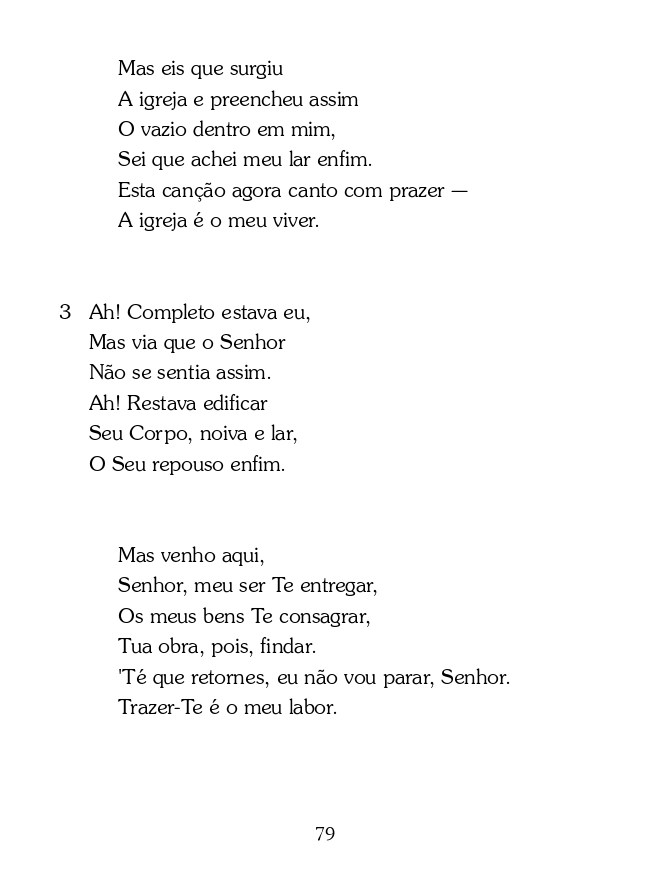 Mas eis que surgiu
A igreja e preencheu assim
O vazio dentro em mim,
Sei que achei meu lar enfim.
Esta canção agora canto com prazer —
A igreja é o meu viver.
3 Ah! Completo estava eu,
Mas via que o Senhor
Não se sentia assim.
Ah! Restava edificar
Seu Corpo, noiva e lar,
O Seu repouso enfim.
Mas venho aqui,
Senhor, meu ser Te entregar,
Os meus bens Te consagrar,
Tua obra, pois, findar.
'Té que retornes, eu não vou parar, Senhor.
Trazer-Te é o meu labor.
79